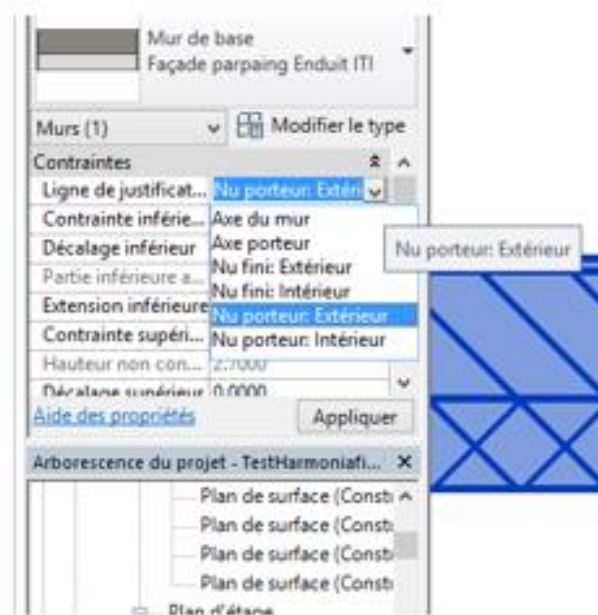 Mur de base
Façade parpaing Enduit ITI
Murs (1) Modifier le type
Contraintes
Ligne de justificat... Nu porteur: Extéri
Contrainte inférie... Axe du mur
Décalage inférieur Axe porteur
Nu porteur: Extérieur
Partie inférieure a... Nu fini: Extérieur
Nu fini: Intérieur
Extension inférieure Nu porteur: Extérieur
Contrainte supéri... Nu porteur: Intérieur
Hauteur non con... 2.7000
Décalage supérieur 0.0000
Aide des propriétés Appliquer
Arborescence du projet - TestHarmoniafi... X
Plan de surface (Constr
Plan de surface (Constr
Plan de surface (Constr
Plan de surface (Constr
Plan d'étage